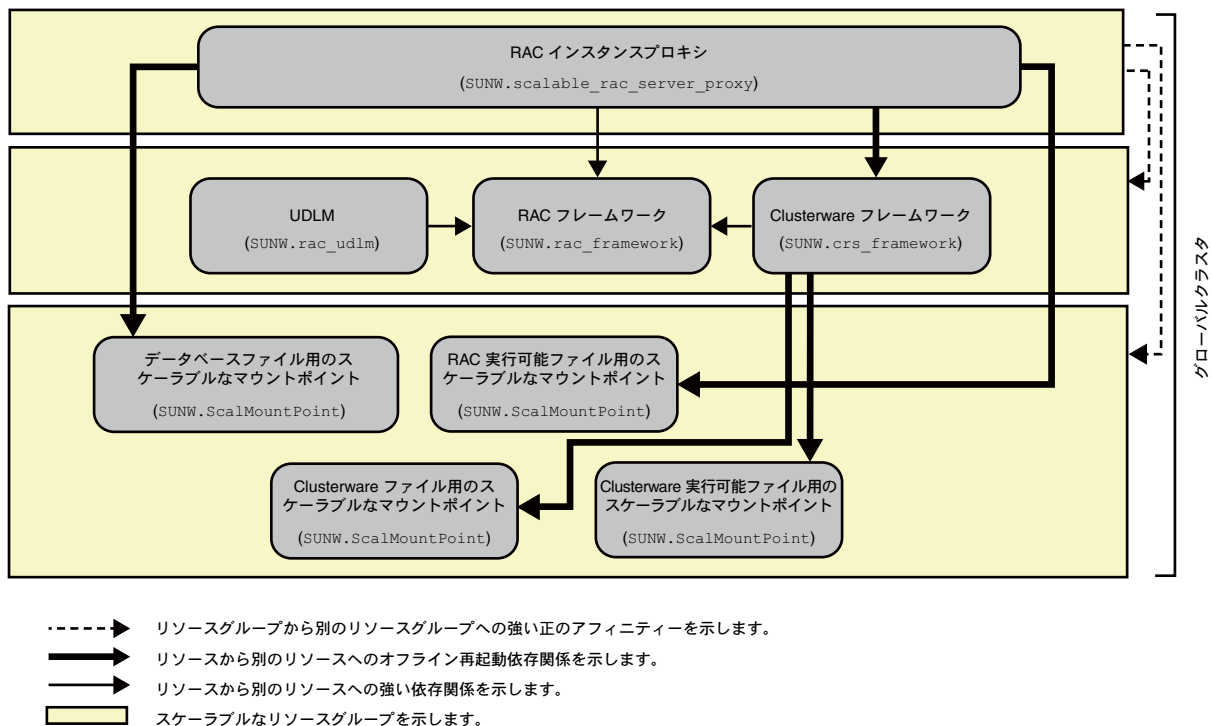 RAC インスタンスプロキシ
(SUNW.scalable_rac_server_proxy)
UDLM
(SUNW.rac_udlm)
RAC フレームワーク
(SUNW.rac_framework)
Clusterware フレームワーク
(SUNW.crs_framework)
データベースファイル用のス
ケーラブルなマウントポイント
(SUNW.ScalMountPoint)
RAC 実行可能ファイル用のス
ケーラブルなマウントポイント
(SUNW.ScalMountPoint)
Clusterware ファイル用のス
ケーラブルなマウントポイント
(SUNW.ScalMountPoint)
Clusterware 実行可能ファイル用の
スケーラブルなマウントポイント
(SUNW.ScalMountPoint)
グローバルクラスタ
リソースグループから別のリソースグループへの強い正のアフィニティーを示します。
リソースから別のリソースへのオフライン再起動依存関係を示します。
リソースから別のリソースへの強い依存関係を示します。
スケーラブルなリソースグループを示します。